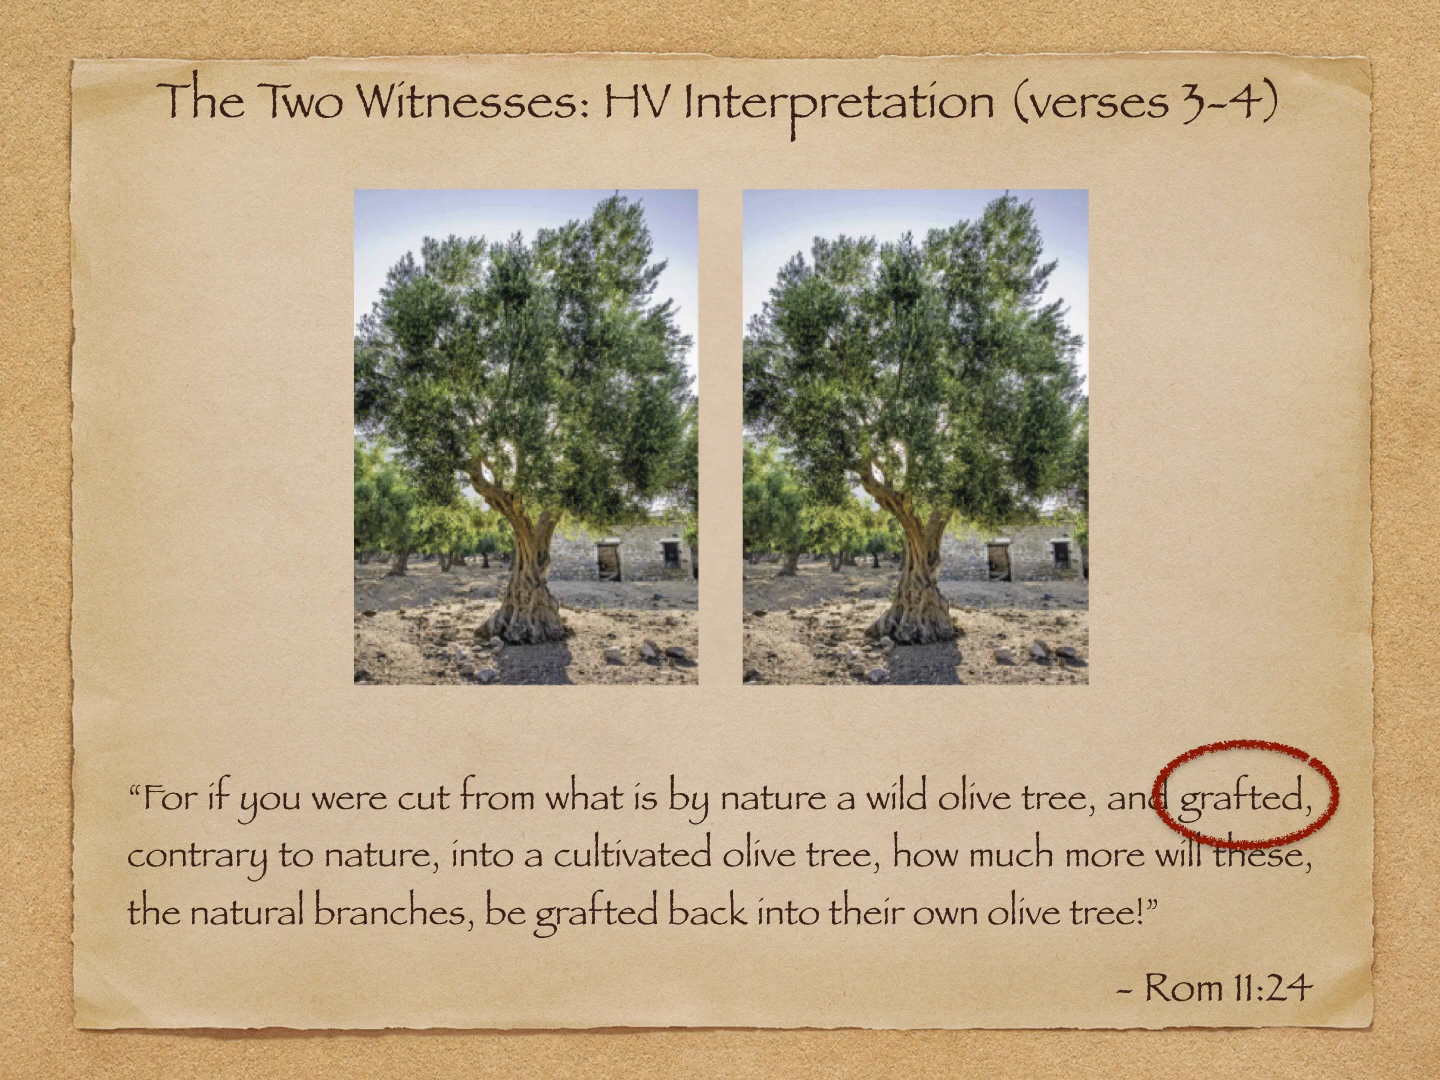 The Two Witnesses: HV Interpretation (verses 3-4)
“For if you were cut from what is by nature a wild olive tree, and grafted,
contrary to nature, into a cultivated olive tree, how much more will these,
the natural branches, be grafted back into their own olive tree!”
- Rom 11:24